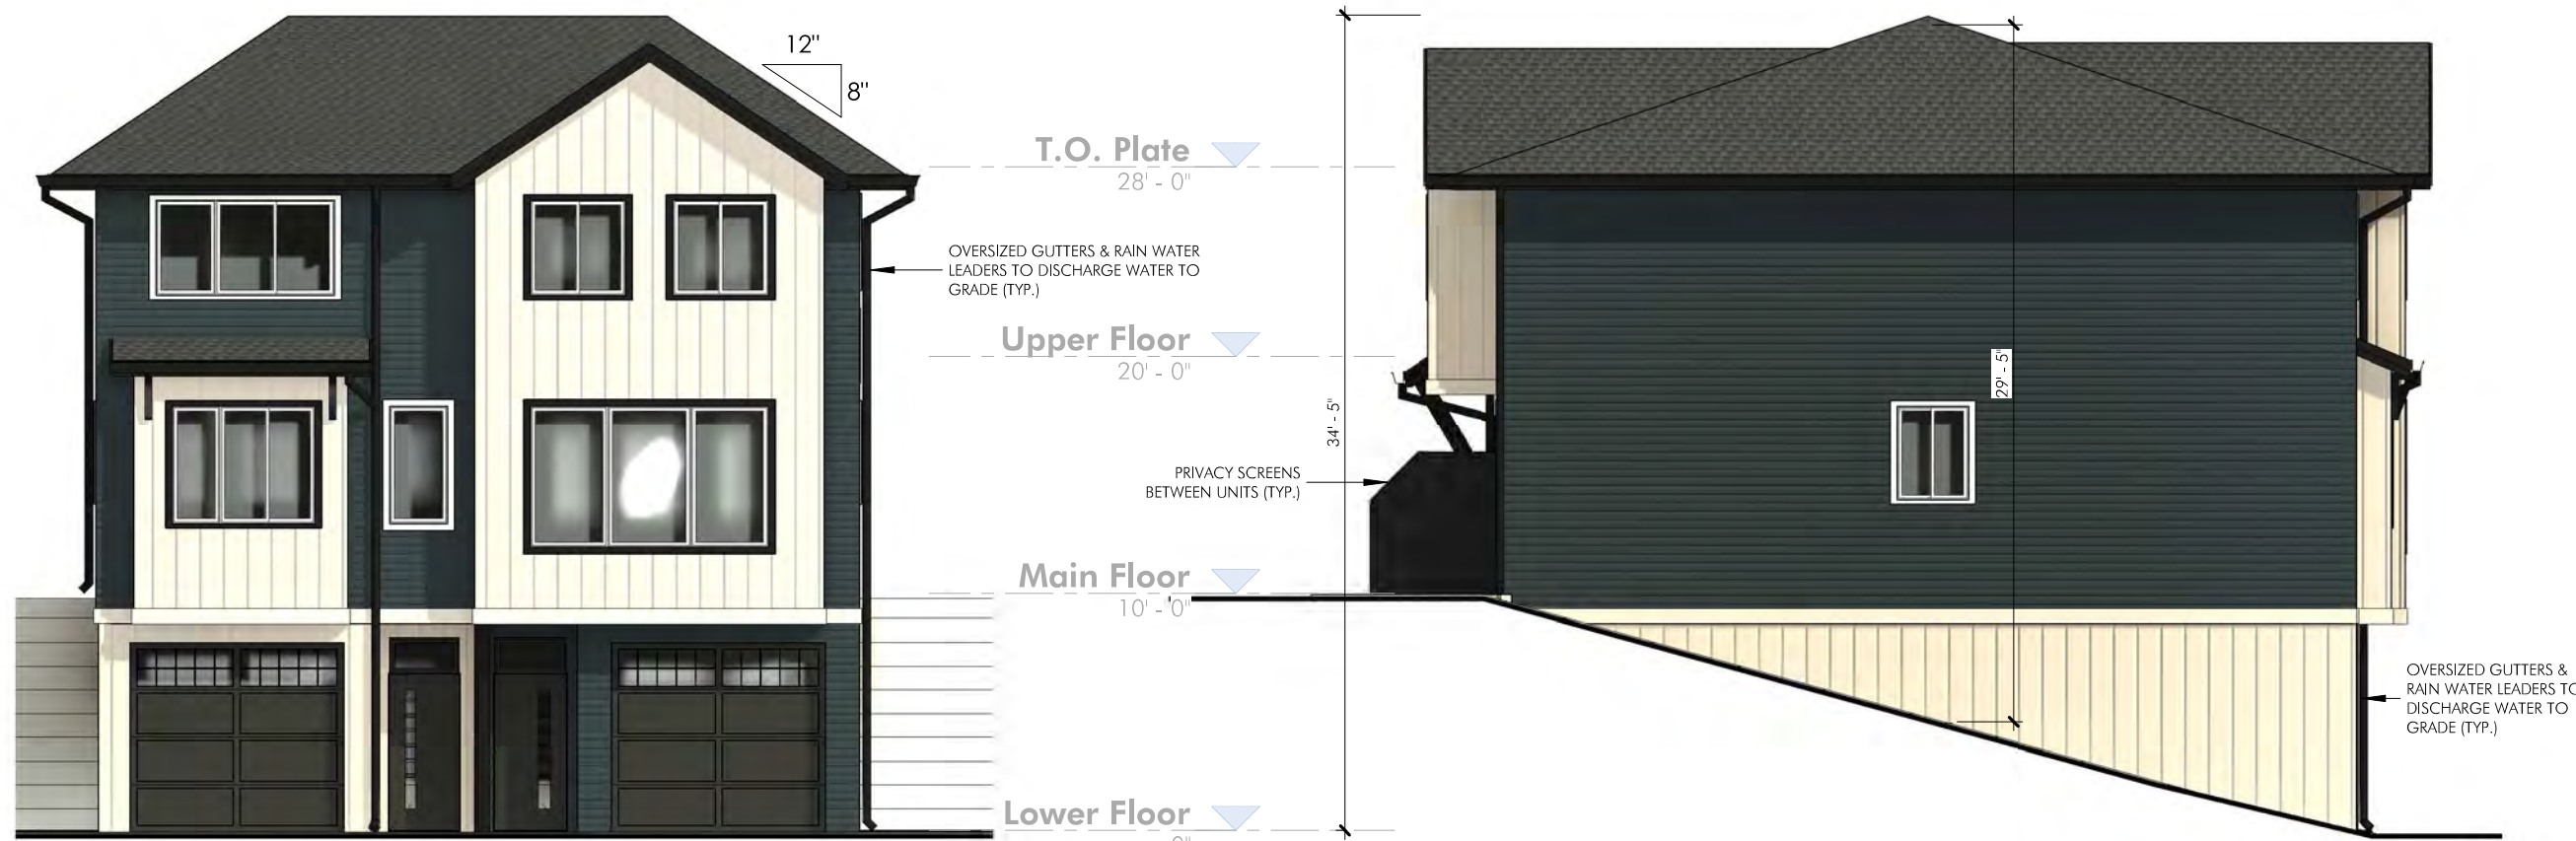 12"
8"
T.O. Plate
28' - 0"
OVERSIZED GUTTERS & RAIN WATER
LEADERS TO DISCHARGE WATER TO
GRADE (TYP.)
Upper Floor
20' - 0"
34' - 5"
29' - 5"
PRIVACY SCREENS
BETWEEN UNITS (TYP.)
Main Floor
10' - 0"
OVERSIZED GUTTERS &
RAIN WATER LEADERS TO
DISCHARGE WATER TO
GRADE (TYP.)
Lower Floor